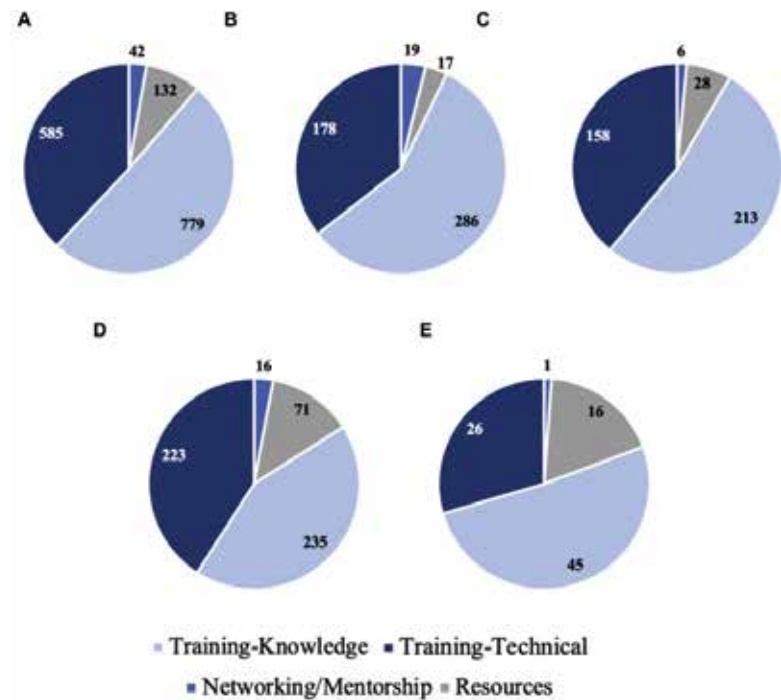 A
B
C
42
132
585
779
19
17
178
286
6
28
158
213
D
E
16
71
223
235
1
16
26
45
Training-Knowledge Training-Technical
Networking/Mentorship Resources